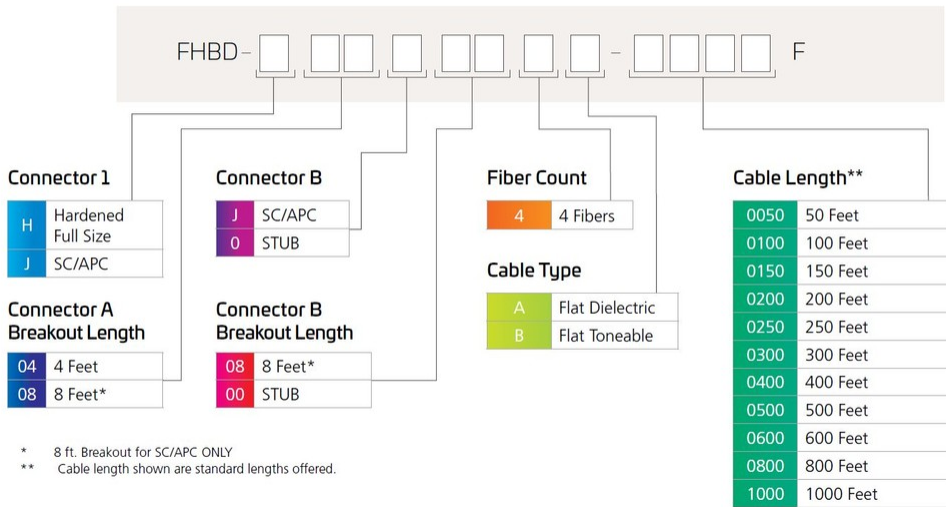 FHBD- - F
Connector 1
H Hardened
Full Size
J SC/APC
Connector A
Breakout Length
04 4 Feet
08 8 Feet*
Connector B
J SC/APC
0 STUB
Connector B
Breakout Length
08 8 Feet*
00 STUB
Fiber Count
4 4 Fibers
Cable Type
A Flat Dielectric
B Flat Toneable
Cable Length**
0050 50 Feet
0100 100 Feet
0150 150 Feet
0200 200 Feet
0250 250 Feet
0300 300 Feet
0400 400 Feet
0500 500 Feet
0600 600 Feet
0800 800 Feet
1000 1000 Feet
* 8 ft. Breakout for SC/APC ONLY
** Cable length shown are standard lengths offered.